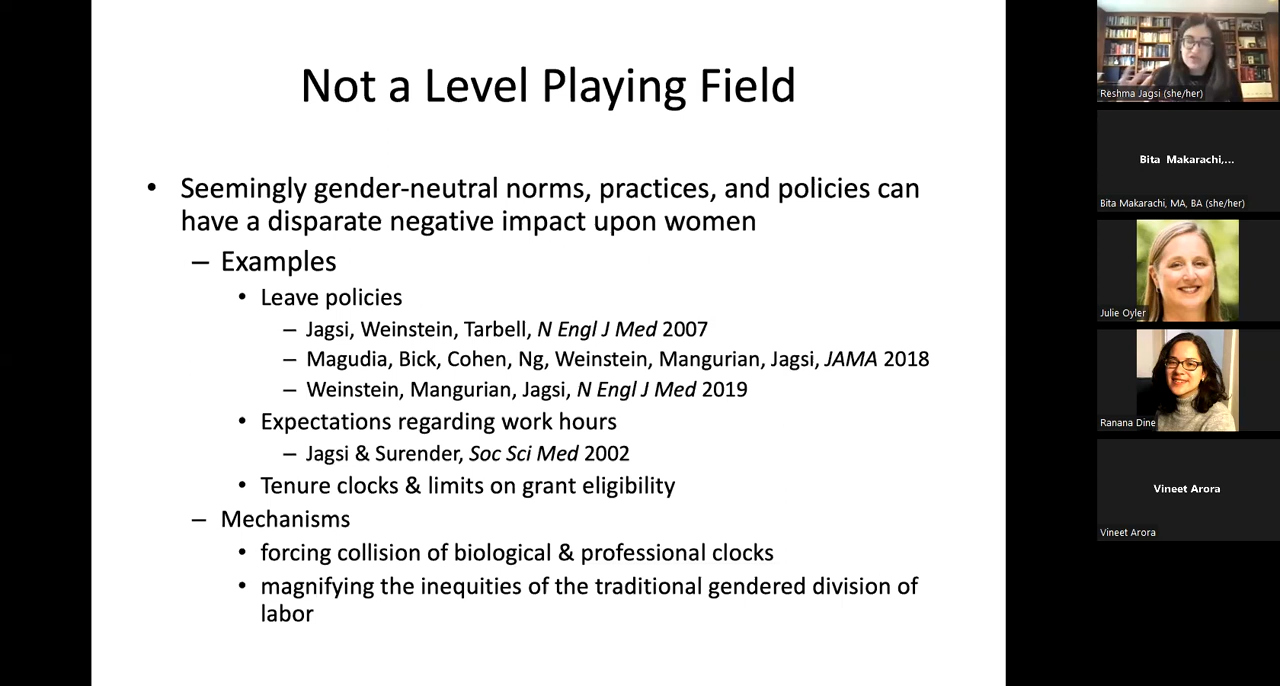 Not a Level Playing Field
• Seemingly gender-neutral norms, practices, and policies can
have a disparate negative impact upon women
– Examples
• Leave policies
– Jagsi, Weinstein, Tarbell, N Engl J Med 2007
– Magudia, Bick, Cohen, Ng, Weinstein, Mangurian, Jagsi, JAMA 2018
– Weinstein, Mangurian, Jagsi, N Engl J Med 2019
• Expectations regarding work hours
– Jagsi & Surender, Soc Sci Med 2002
• Tenure clocks & limits on grant eligibility
– Mechanisms
• forcing collision of biological & professional clocks
• magnifying the inequities of the traditional gendered division of
labor
Reshma Jagsi (she/her)
Bita Makarachi,...
Bita Makarachi, MA, BA (she/her)
Julie Oyler
Ranana Dine
Vineet Arora
Vineet Arora